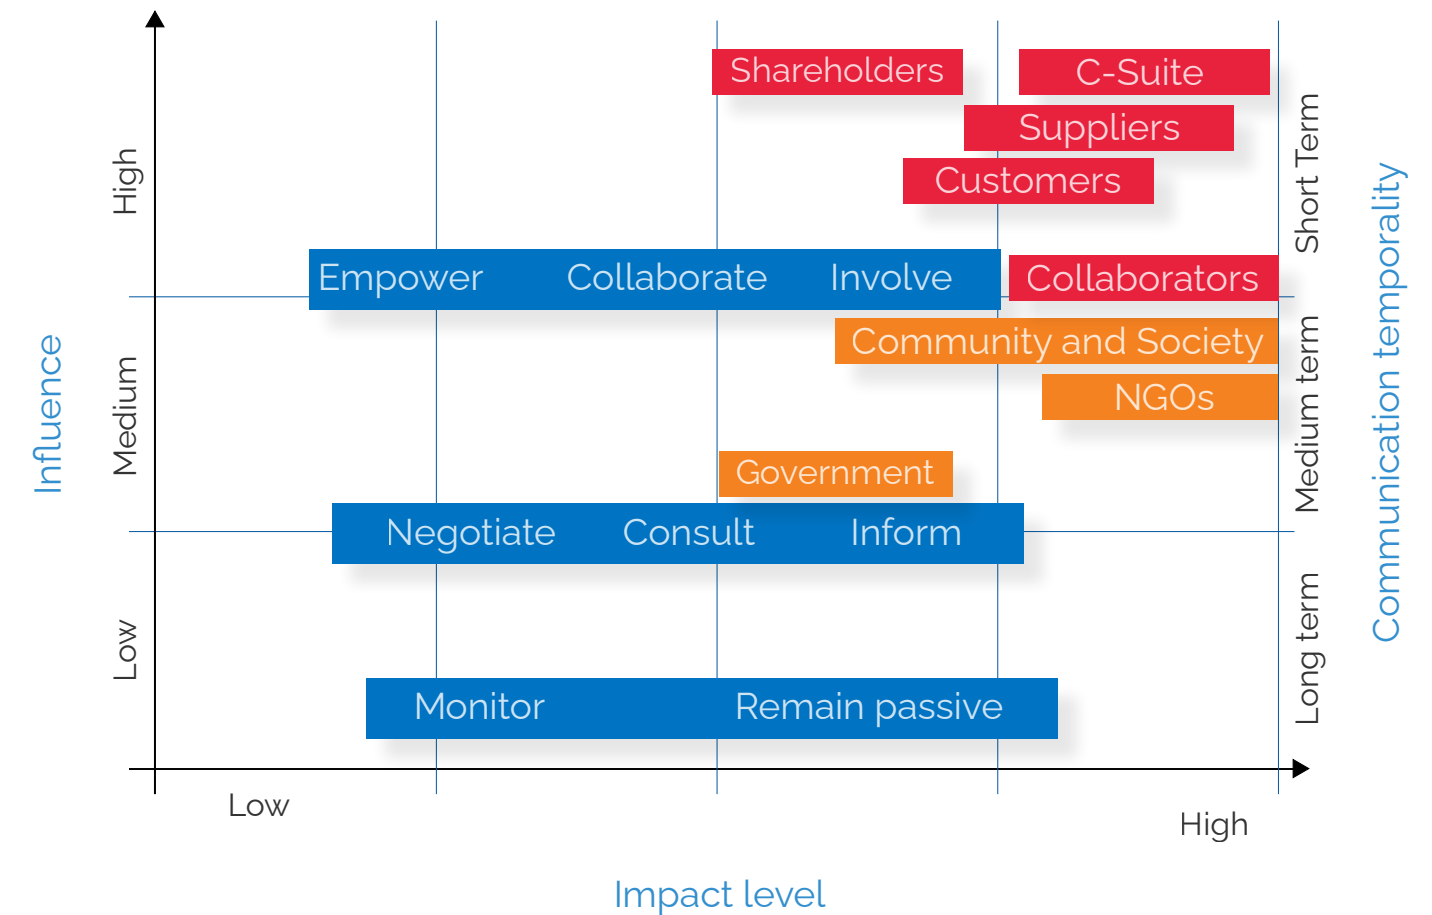 Shareholders
C-Suite
Suppliers
Customers
Empower
Collaborate
Involve
Collaborators
Community and Society
NGOs
Government
Negotiate
Consult
Inform
Monitor
Remain passive
High
Medium
Low
Influence
Short Term
Medium term
Long term
Communication temporality
Low
High
Impact level